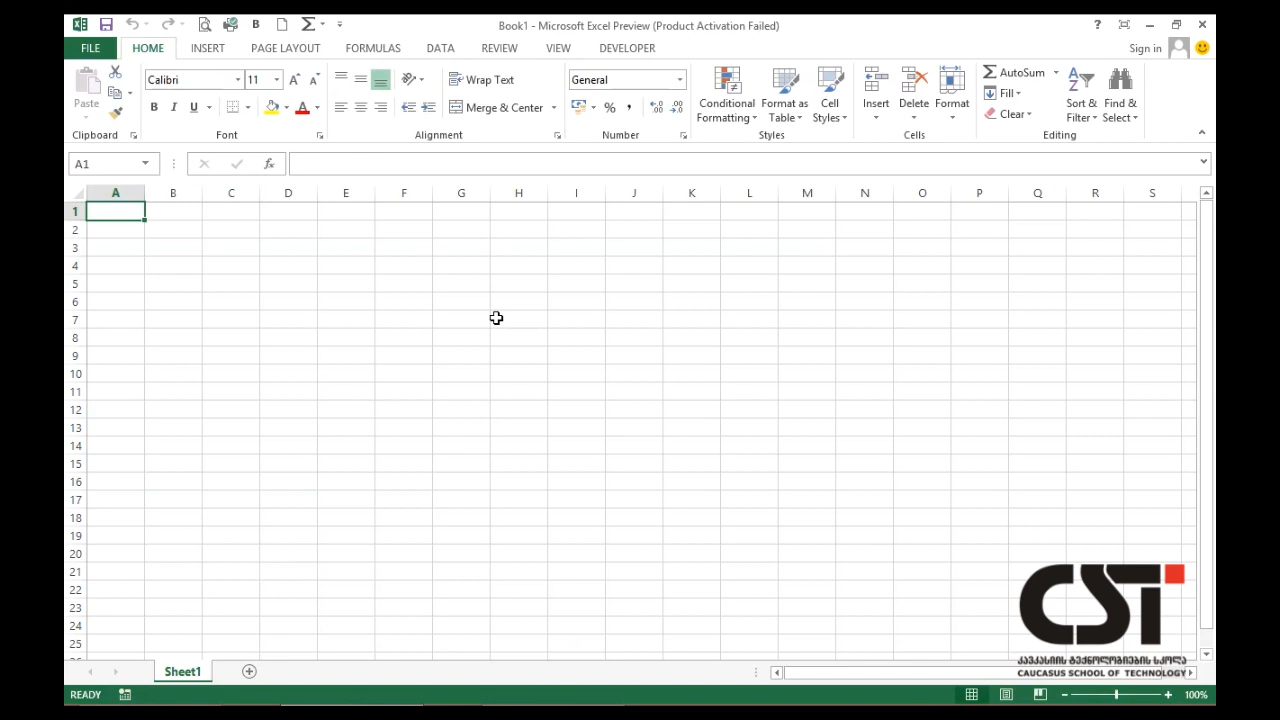 Book1 - Microsoft Excel Preview (Product Activation Failed)
FILE HOME INSERT PAGE LAYOUT FORMULAS DATA REVIEW VIEW DEVELOPER Sign in
Calibri 11 Wrap Text General AutoSum
Paste Merge & Center Conditional Formatting Format as Table Cell Styles Insert Delete Format Fill Clear Sort & Filter Find & Select
Clipboard Font Alignment Number Styles Cells Editing
A1
A B C D E F G H I J K L M N O P Q R S
1
2
3
4
5
6
7
8
9
10
11
12
13
14
15
16
17
18
19
20
21
22
23
24
25
CST
კავკასიის ტექნოლოგიების სკოლა
CAUCASUS SCHOOL OF TECHNOLOGY
Sheet1
READY 100%